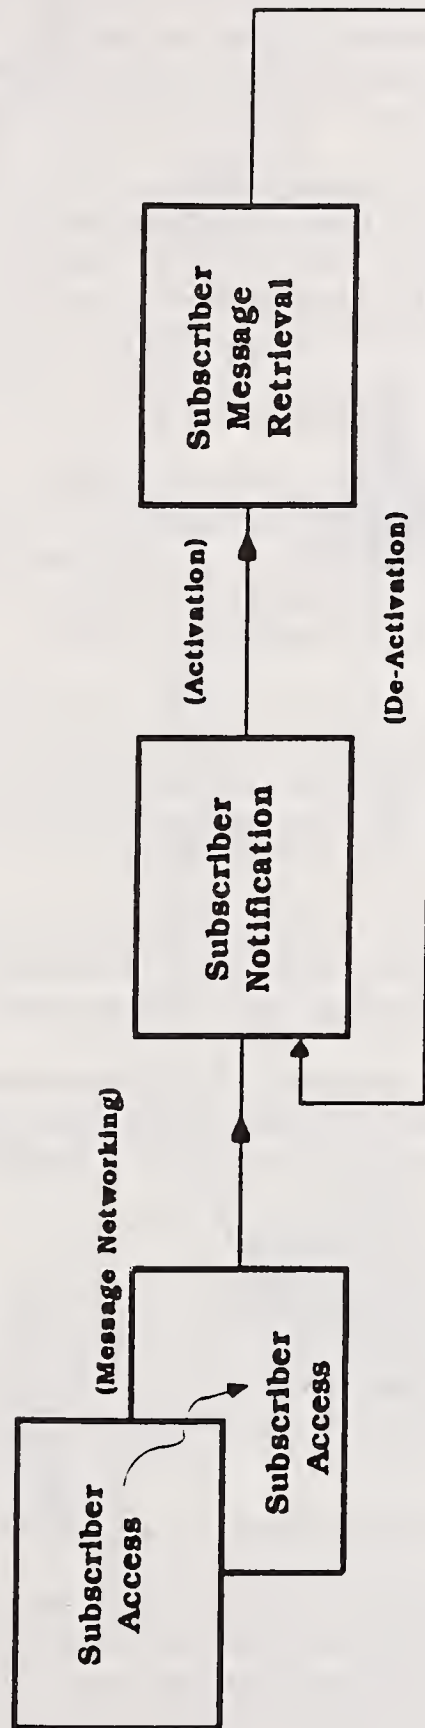 Subscriber
Access
(Message Networking)
Subscriber
Access
Subscriber
Notification
(Activation)
Subscriber
Message
Retrieval
(De-Activation)